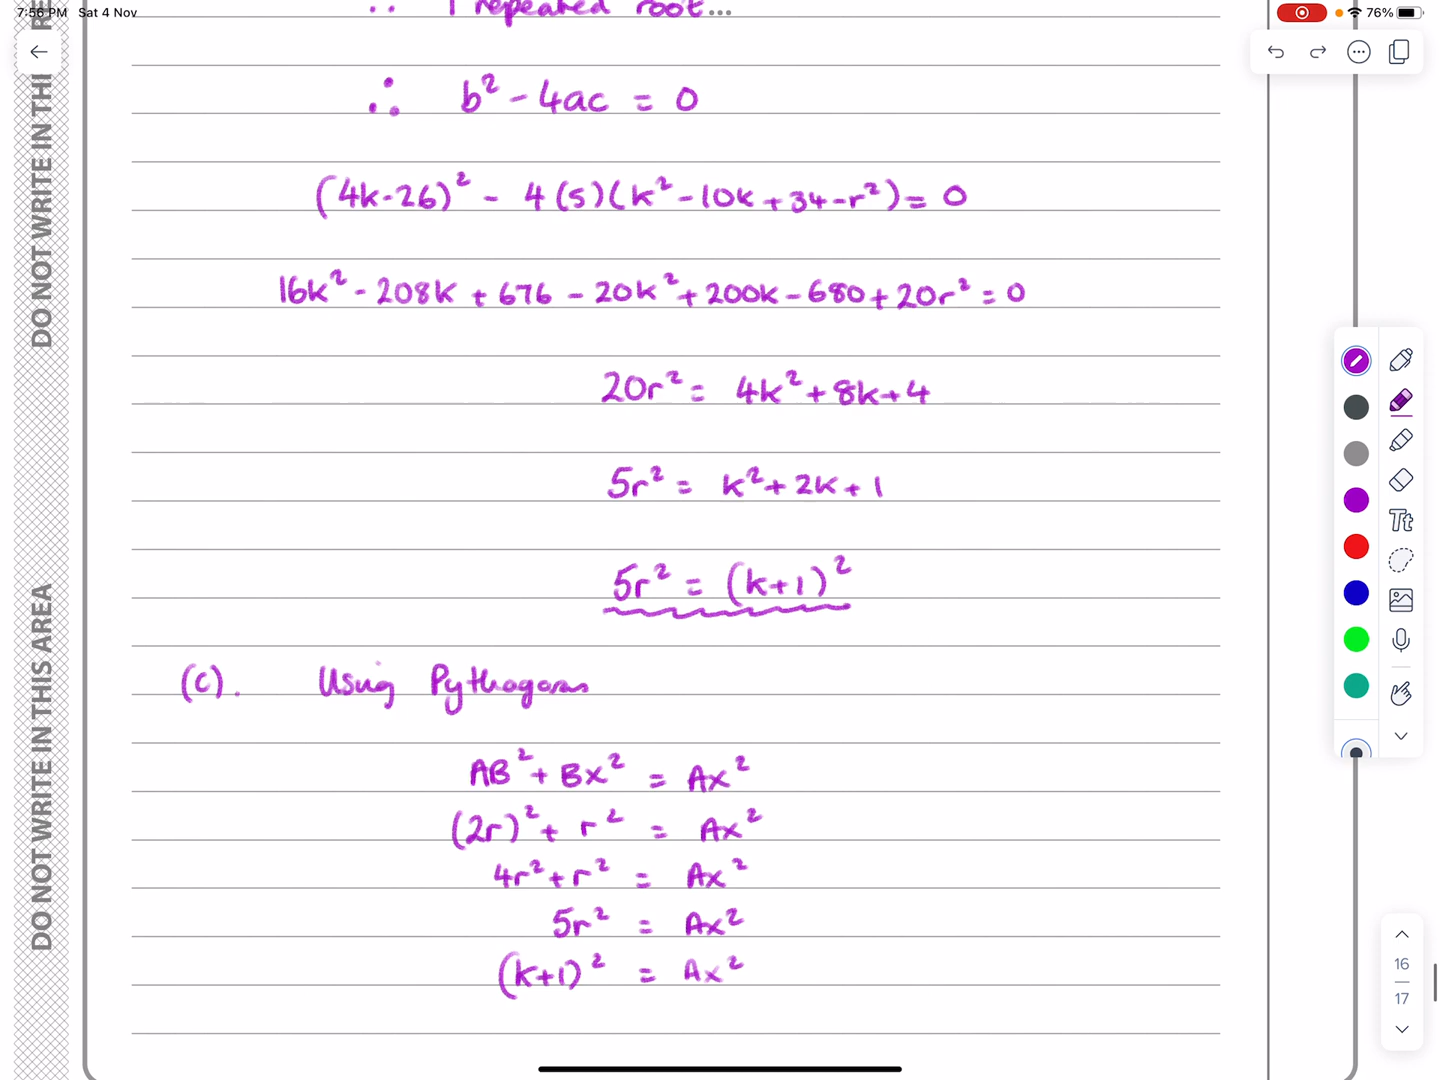 7:56 PM Sat 4 Nov
76%
∴ 1 repeated root
∴ b² - 4ac = 0
(4k-26)² - 4(5)(k² - 10k + 34 - r²) = 0
16k² - 208k + 676 - 20k² + 200k - 680 + 20r² = 0
20r² = 4k² + 8k + 4
5r² = k² + 2k + 1
5r² = (k+1)²
(c). Using Pythagoras
AB² + BX² = AX²
(2r)² + r² = AX²
4r² + r² = AX²
5r² = AX²
(k+1)² = AX²
DO NOT WRITE IN THI
DO NOT WRITE IN THIS AREA
Tt
16
17